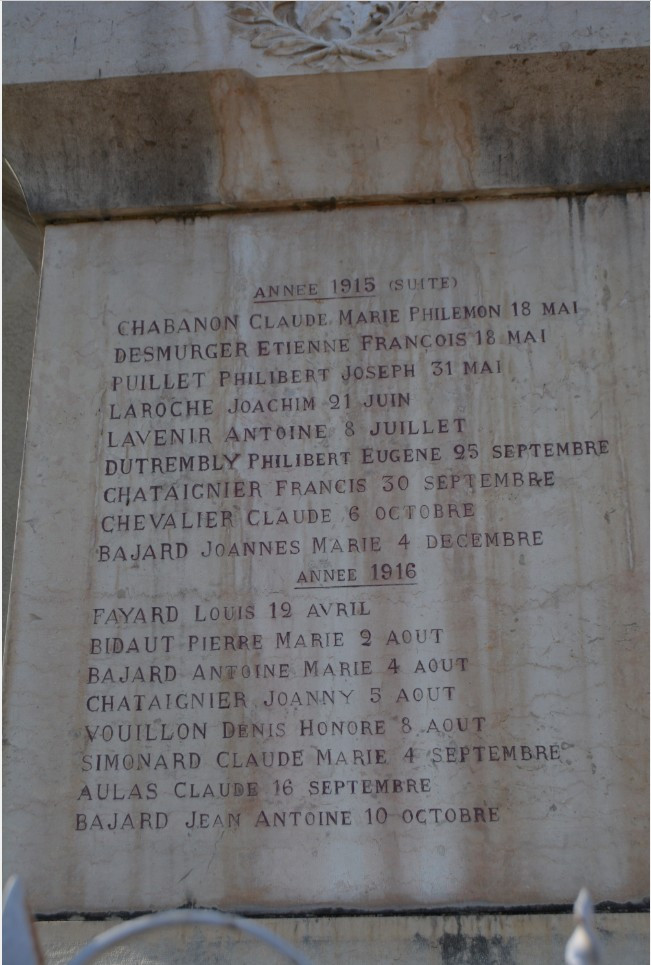 ANNEE 1915 (SUITE)
CHABANON CLAUDE MARIE PHILEMON 18 MAI
DESMURGER ETIENNE FRANÇOIS 18 MAI
PUILLET PHILIBERT JOSEPH 31 MAI
LAROCHE JOACHIM 21 JUIN
LAVENIR ANTOINE 8 JUILLET
DUTREMBLY PHILIBERT EUGENE 25 SEPTEMBRE
CHATAIGNIER FRANCIS 30 SEPTEMBRE
CHEVALIER CLAUDE 6 OCTOBRE
BAJARD JOANNES MARIE 4 DECEMBRE
ANNEE 1916
FAYARD LOUIS 12 AVRIL
BIDAUT PIERRE MARIE 2 AOUT
BAJARD ANTOINE MARIE 4 AOUT
CHATAIGNIER JOANNY 5 AOUT
VOUILLON DENIS HONORE 8 AOUT
SIMONARD CLAUDE MARIE 4 SEPTEMBRE
AULAS CLAUDE 16 SEPTEMBRE
BAJARD JEAN ANTOINE 10 OCTOBRE